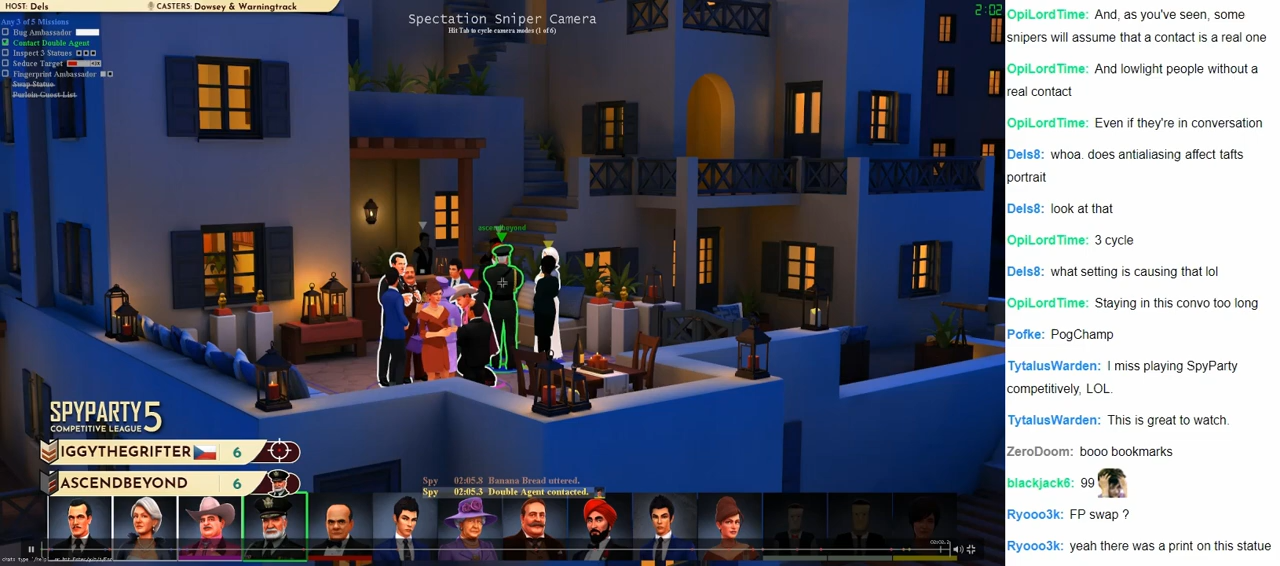 HOST: Dels
CASTERS: Dowsey & Warningtrack
Any 3 of 5 Missions
Bug Ambassador
Contact Double Agent
Inspect 3 Statues
Seduce Target
Fingerprint Ambassador
Swap Statue
Purloin Guest List
Spectation Sniper Camera
Hit Tab to cycle camera modes (1 of 6)
2:02
ascendbeyond
SPYPARTY 5
COMPETITIVE LEAGUE
IGGYTHEGRIFTER 6
ASCENDBEYOND 6
Spy 02:05.8 Banana Bread uttered.
Spy 02:05.3 Double Agent contacted.
OpiLordTime: And, as you've seen, some
snipers will assume that a contact is a real one
OpiLordTime: And lowlight people without a
real contact
OpiLordTime: Even if they're in conversation
Dels8: whoa. does antialiasing affect tafts
portrait
Dels8: look at that
OpiLordTime: 3 cycle
Dels8: what setting is causing that lol
OpiLordTime: Staying in this convo too long
Pofke: PogChamp
TytalusWarden: I miss playing SpyParty
competitively, LOL.
TytalusWarden: This is great to watch.
ZeroDoom: booo bookmarks
blackjack6: 99
Ryooo3k: FP swap ?
Ryooo3k: yeah there was a print on this statue